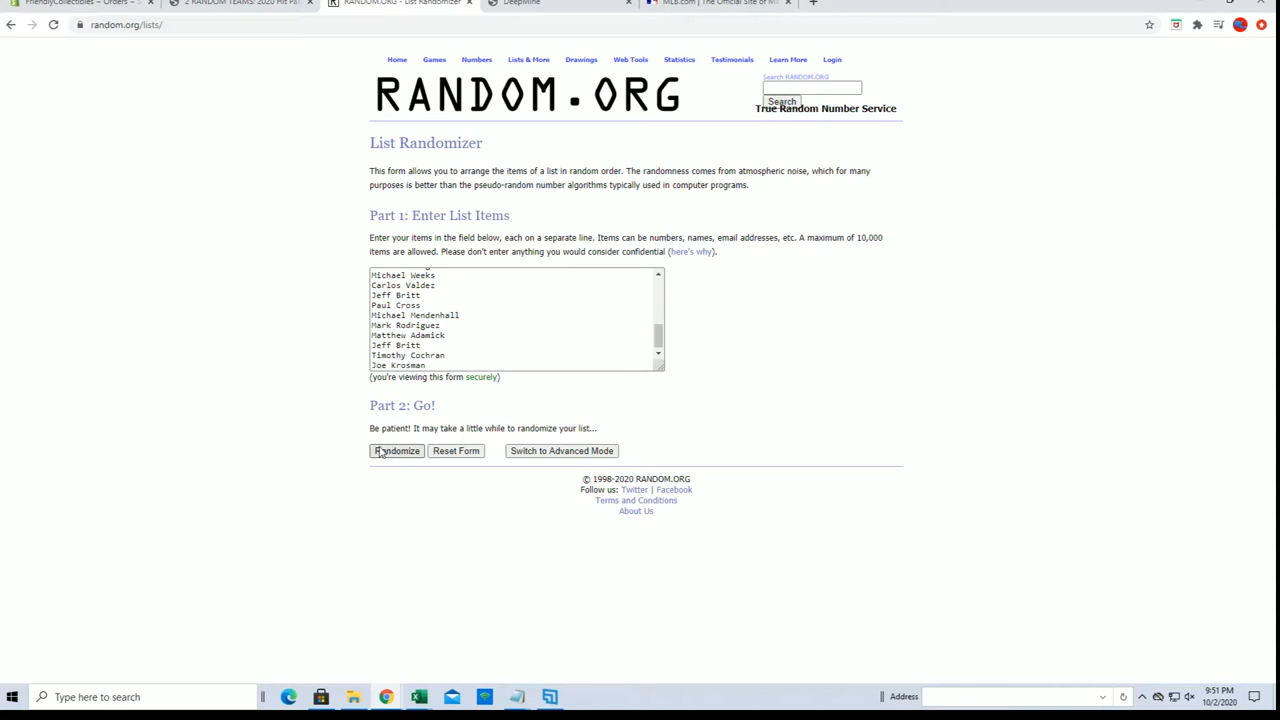 FriendlyCollectibles ~ Orders ~ S
2 RANDOM TEAMS: 2020 Hit Pa
RANDOM.ORG - List Randomizer
DeepMine
MLB.com | The Official Site of M
random.org/lists/
Home Games Numbers Lists & More Drawings Web Tools Statistics Testimonials Learn More Login
RANDOM.ORG
Search RANDOM.ORG
Search
True Random Number Service
List Randomizer
This form allows you to arrange the items of a list in random order. The randomness comes from atmospheric noise, which for many
purposes is better than the pseudo-random number algorithms typically used in computer programs.
Part 1: Enter List Items
Enter your items in the field below, each on a separate line. Items can be numbers, names, email addresses, etc. A maximum of 10,000
items are allowed. Please don't enter anything you would consider confidential (here's why).
Michael Weeks
Carlos Valdez
Jeff Britt
Paul Cross
Michael Mendenhall
Mark Rodriguez
Matthew Adamick
Jeff Britt
Timothy Cochran
Joe Krosman
(you're viewing this form securely)
Part 2: Go!
Be patient! It may take a little while to randomize your list...
Randomize Reset Form Switch to Advanced Mode
© 1998-2020 RANDOM.ORG
Follow us: Twitter | Facebook
Terms and Conditions
About Us
Type here to search
Address
9:51 PM
10/2/2020